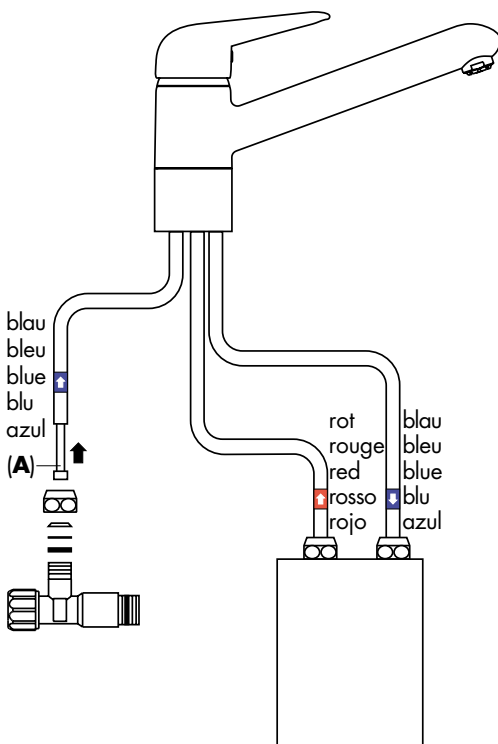 blau
bleu
blue
blu
azul
(A)
rot
rouge
red
rosso
rojo
blau
bleu
blue
blu
azul